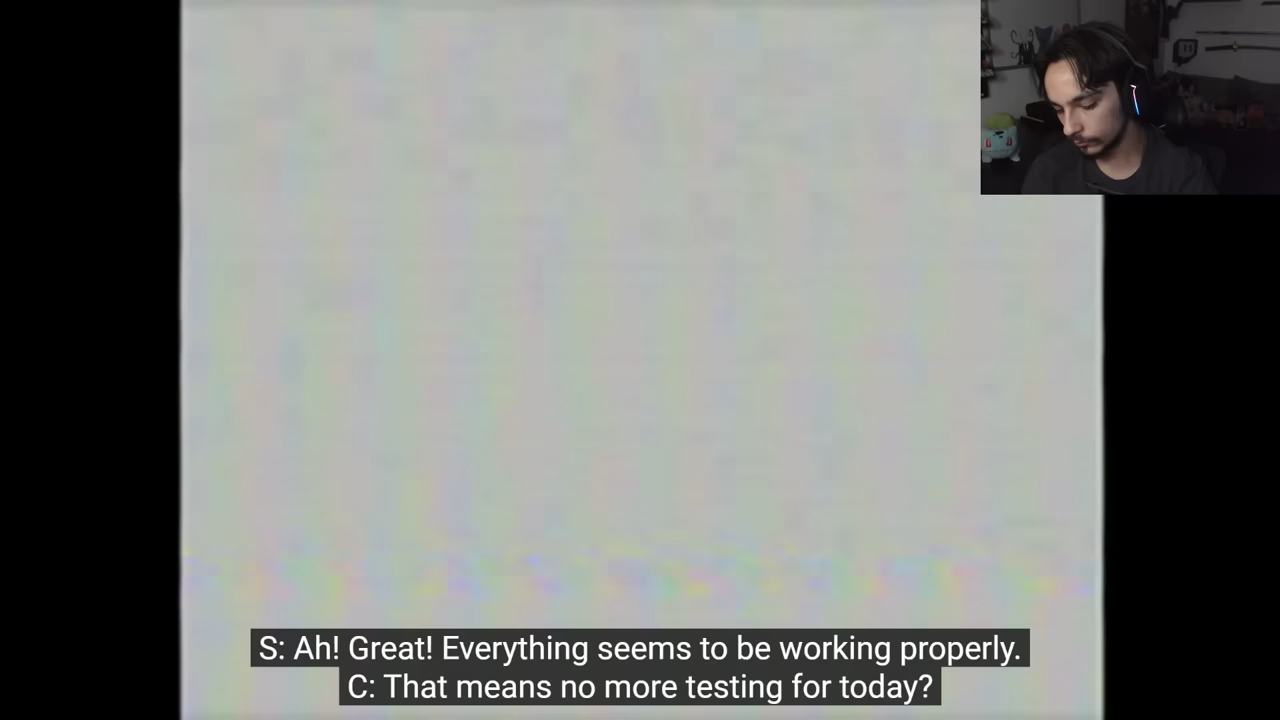 S: Ah! Great! Everything seems to be working properly.
C: That means no more testing for today?